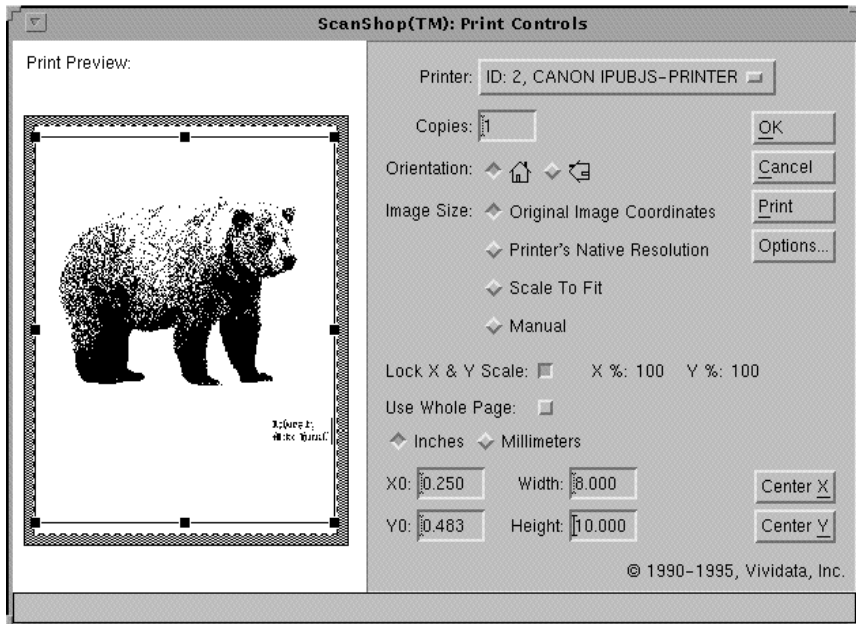 ScanShop(TM): Print Controls
Print Preview:
Printer: ID: 2, CANON IPUBJS-PRINTER
Copies: 1
OK
Orientation:
Cancel
Image Size: Original Image Coordinates
Print
Printer's Native Resolution
Options...
Scale To Fit
Manual
Lock X & Y Scale: X %: 100 Y %: 100
Use Whole Page:
Inches Millimeters
X0: 0.250 Width: 8.000 Center X
Y0: 0.483 Height: 10.000 Center Y
© 1990-1995, Vividata, Inc.